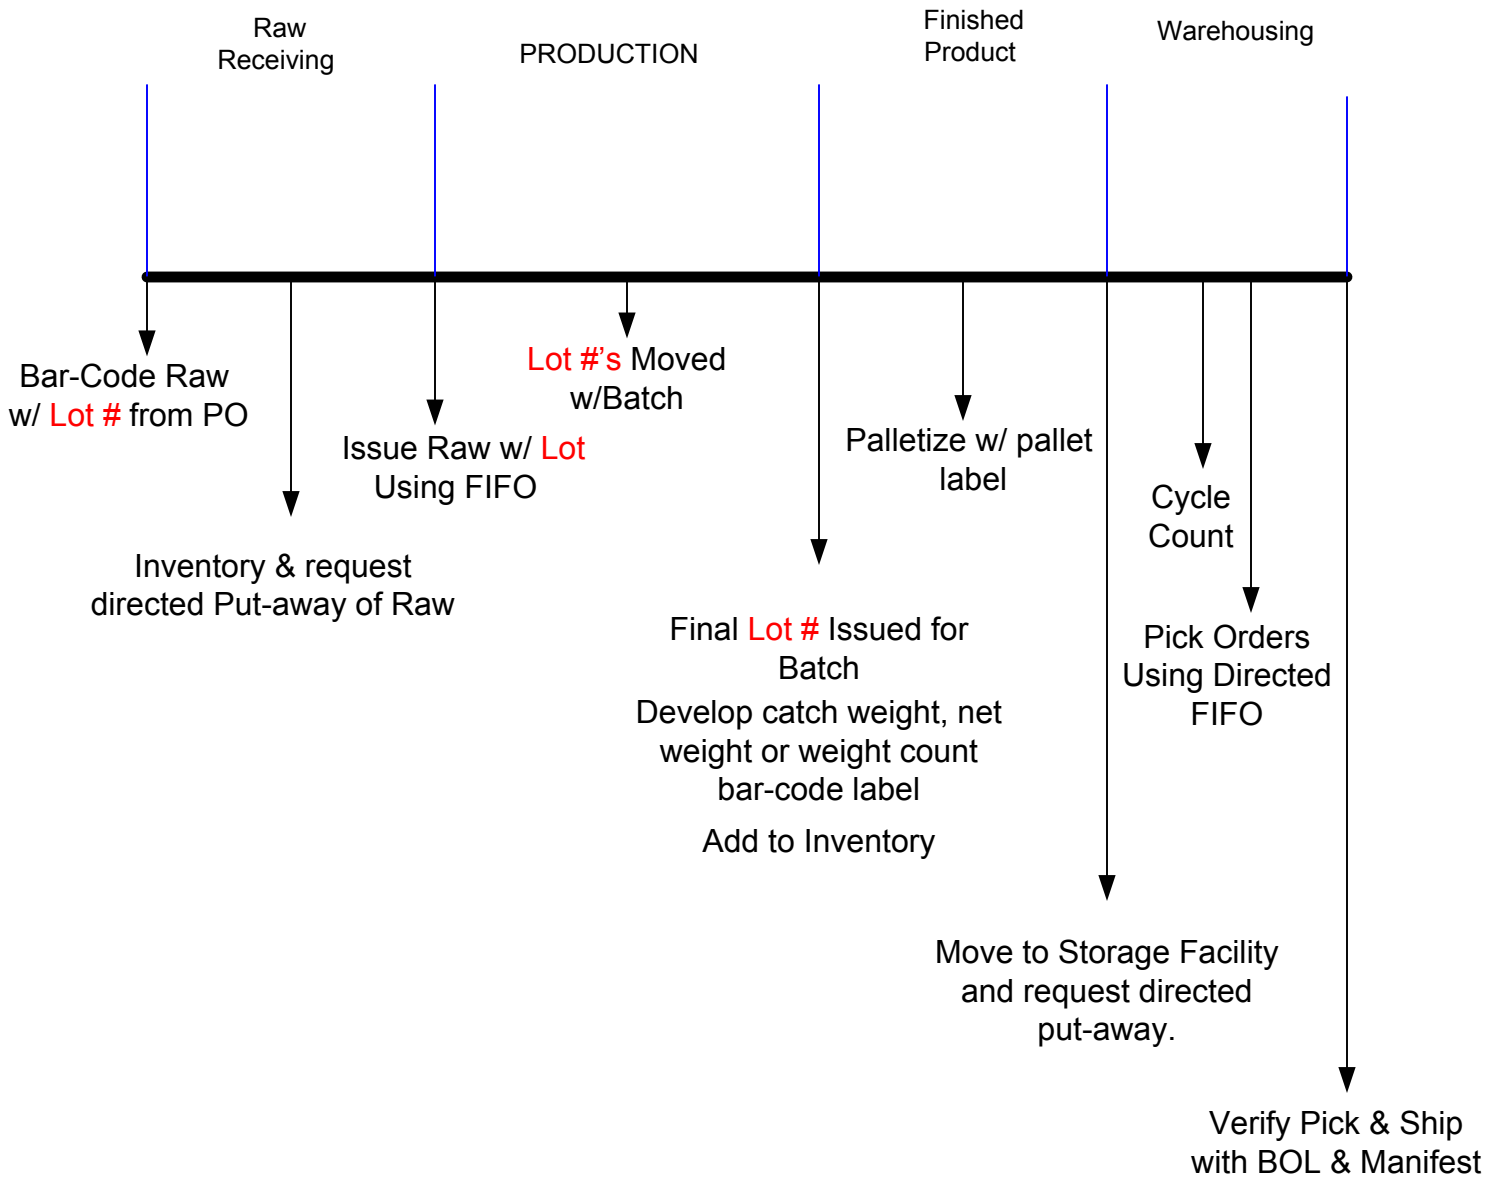 Raw
Receiving
PRODUCTION
Finished
Product
Warehousing
Bar-Code Raw
w/ Lot # from PO
Inventory & request
directed Put-away of Raw
Issue Raw w/ Lot
Using FIFO
Lot #’s Moved
w/Batch
Final Lot # Issued for
Batch
Develop catch weight, net
weight or weight count
bar-code label
Add to Inventory
Palletize w/ pallet
label
Move to Storage Facility
and request directed
put-away.
Cycle
Count
Pick Orders
Using Directed
FIFO
Verify Pick & Ship
with BOL & Manifest